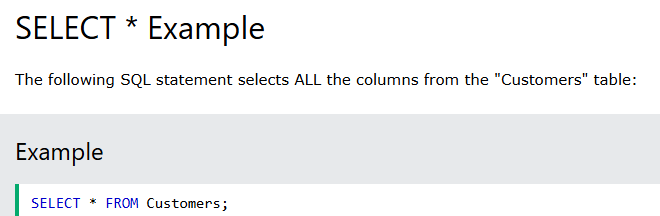 SELECT * Example
The following SQL statement selects ALL the columns from the "Customers" table:
Example
SELECT * FROM Customers;